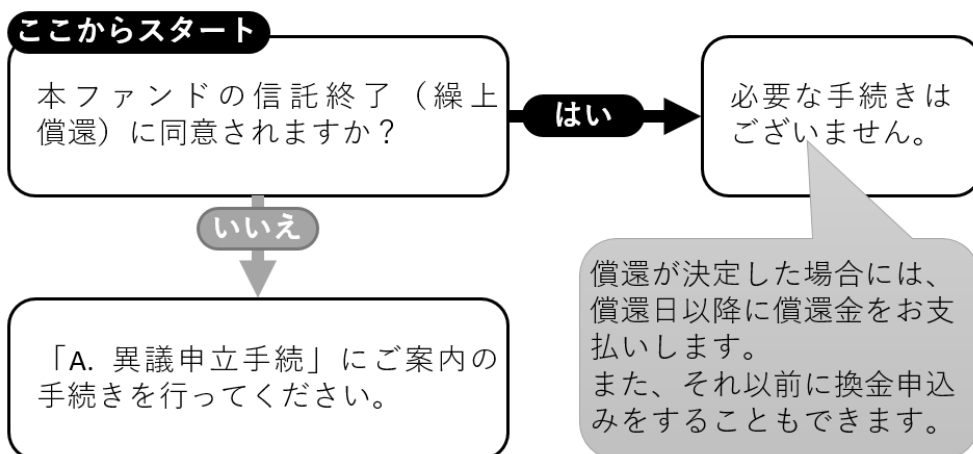 ここからスタート
本ファンドの信託終了（繰上
償還）に同意されますか？
はい
必要な手続きは
ございません。
いいえ
償還が決定した場合には、
償還日以降に償還金をお支
払いします。
また、それ以前に換金申込
みをすることもできます。
「A. 異議申立手続」にご案内の
手続きを行ってください。